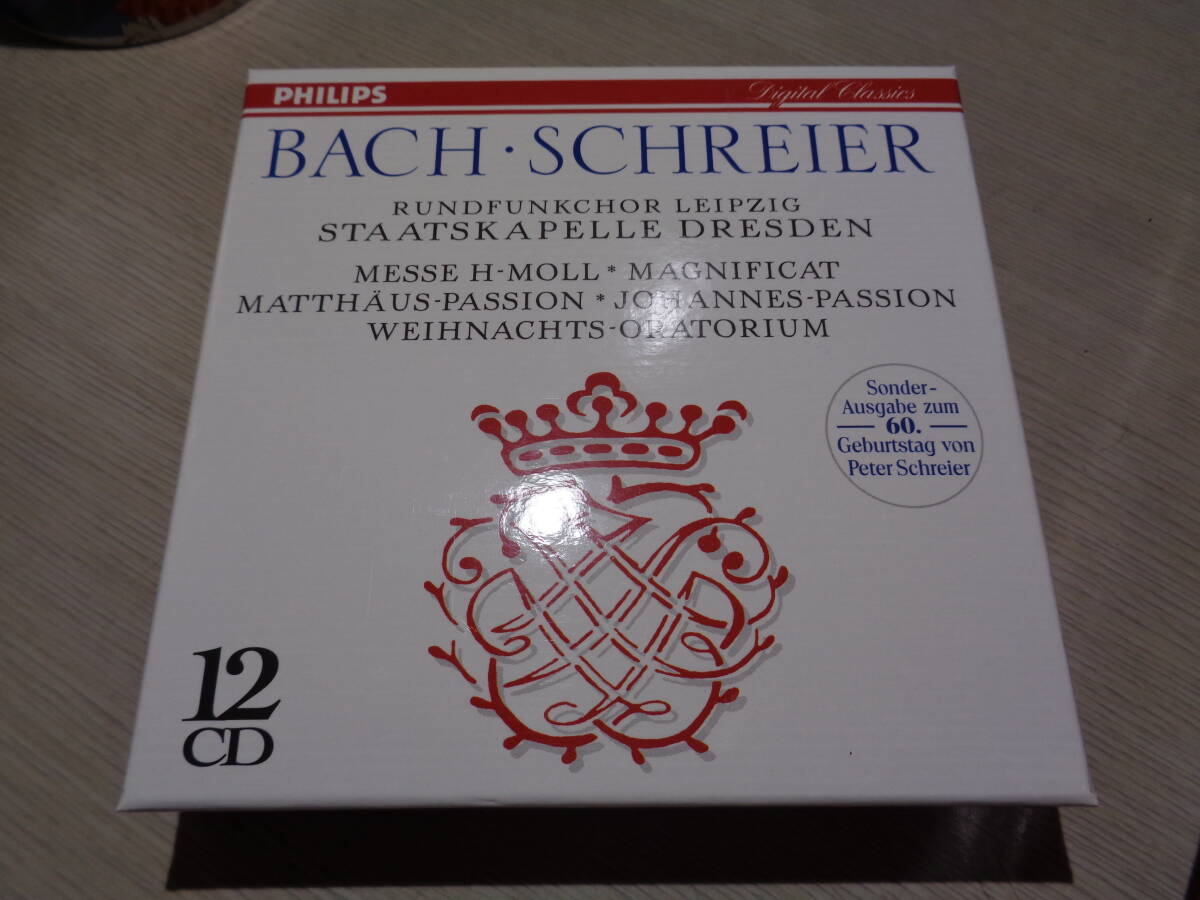 PHILIPS
Digital Classics
BACH · SCHREIER
RUNDFUNKCHOR LEIPZIG
STAATSKAPELLE DRESDEN
MESSE H-MOLL * MAGNIFICAT
MATTHÄUS-PASSION * JOHANNES-PASSION
WEIHNACHTS-ORATORIUM
Sonder-
Ausgabe zum
— 60. —
Geburtstag von
Peter Schreier
12
CD